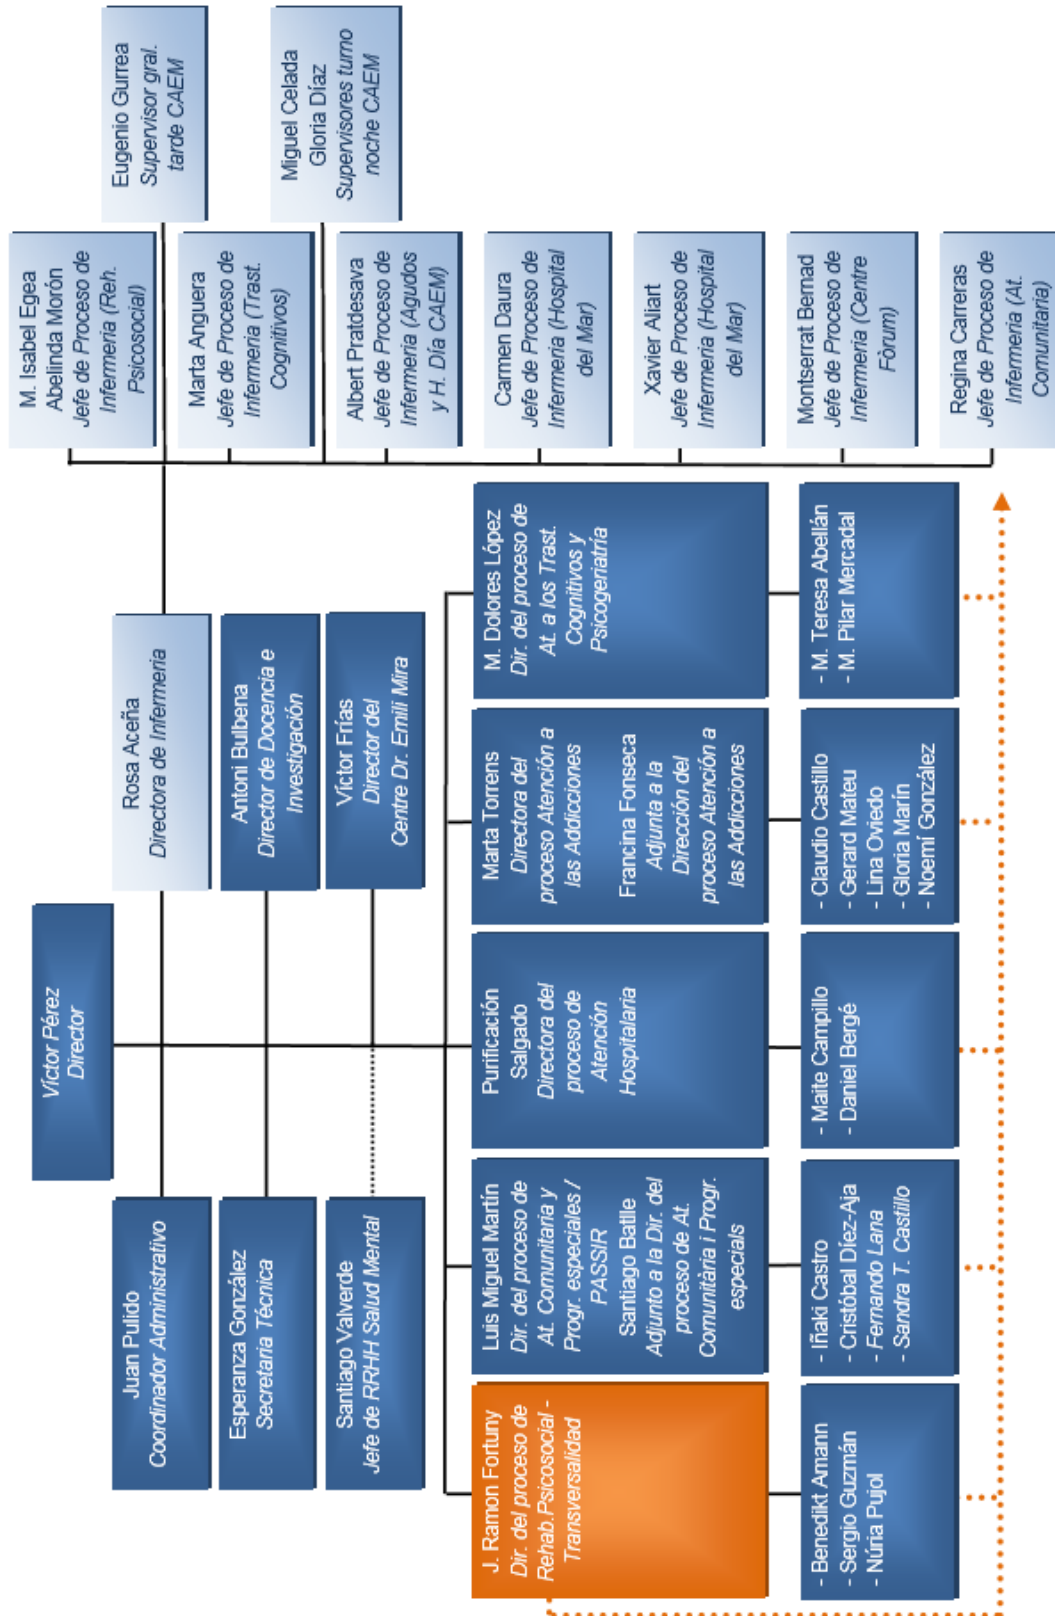 Víctor Pérez
Director
Juan Pulido
Coordinador Administrativo
Rosa Aceña
Directora de Infermeria
Esperanza González
Secretaria Técnica
Antoni Bulbena
Director de Docencia e
Investigación
Santiago Valverde
Jefe de RRHH Salud Mental
Víctor Frías
Director del
Centre Dr. Emili Mira
J. Ramon Fortuny
Dir. del proceso de
Rehab.Psicosocial -
Transversalidad
Luis Miguel Martín
Dir. del proceso de
At. Comunitaria y
Progr. especiales /
PASSIR
Santiago Batlle
Adjunto a la Dir. del
proceso de At.
Comunitària i Progr.
especials
Purificación
Salgado
Directora del
proceso de
Atención
Hospitalaria
Marta Torrens
Directora del
proceso Atención a
las Addicciones
Francina Fonseca
Adjunta a la
Dirección del
proceso Atención a
las Addicciones
M. Dolores López
Dir. del proceso de
At. a los Trast.
Cognitivos y
Psicogeriatría
- Benedikt Amann
- Sergio Guzmán
- Núria Pujol
- Iñaki Castro
- Cristóbal Díez-Aja
- Fernando Lana
- Sandra T. Castillo
- Maite Campillo
- Daniel Bergé
- Claudio Castillo
- Gerard Mateu
- Lina Oviedo
- Gloria Marín
- Noemí González
- M. Teresa Abellán
- M. Pilar Mercadal
M. Isabel Egea
Abelinda Morón
Jefe de Proceso de
Infermeria (Reh.
Psicosocial)
Eugenio Gurrea
Supervisor gral.
tarde CAEM
Marta Anguera
Jefe de Proceso de
Infermeria (Trast.
Cognitivos)
Miguel Celada
Gloria Díaz
Supervisores turno
noche CAEM
Albert Pratdesava
Jefe de Proceso de
Infermeria (Agudos
y H. Día CAEM)
Carmen Daura
Jefe de Proceso de
Infermeria (Hospital
del Mar)
Xavier Aliart
Jefe de Proceso de
Infermeria (Hospital
del Mar)
Montserrat Bernad
Jefe de Proceso de
Infermeria (Centre
Fòrum)
Regina Carreras
Jefe de Proceso de
Infermeria (At.
Comunitaria)